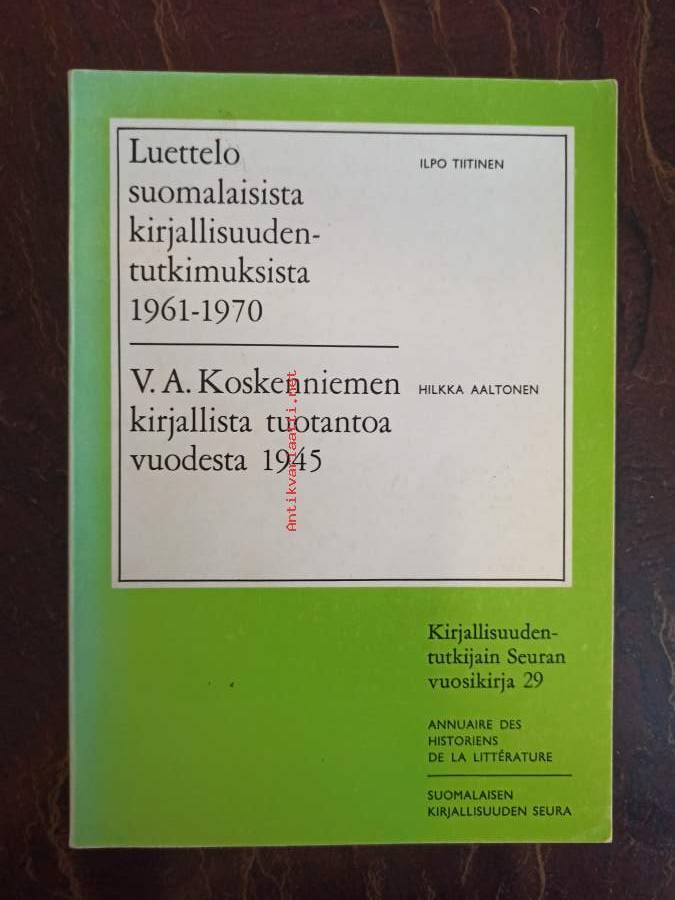 Luettelo
suomalaisista
kirjallisuuden-
tutkimuksista
1961-1970
ILPO TIITINEN
V. A. Koskenniemen
kirjallista tuotantoa
vuodesta 1945
HILKKA AALTONEN
Antikvariaatti.net
Kirjallisuuden-
tutkijain Seuran
vuosikirja 29
ANNUAIRE DES
HISTORIENS
DE LA LITTÉRATURE
SUOMALAISEN
KIRJALLISUUDEN SEURA